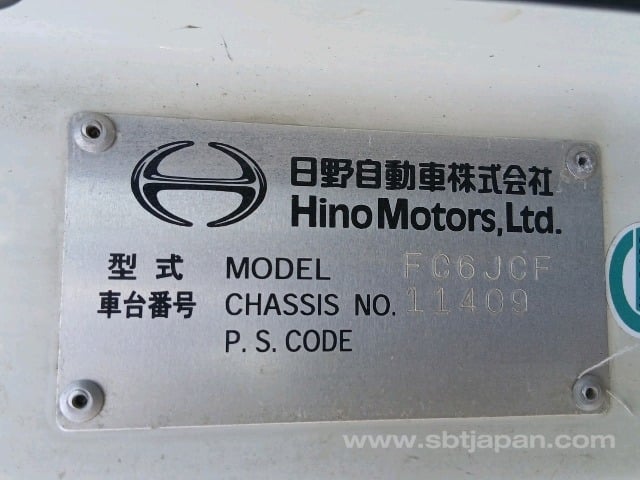 日野自動車株式会社
Hino Motors, Ltd.
型式 MODEL FC6JCF
車台番号 CHASSIS NO. 11409
P. S. CODE
www.sbtjapan.com